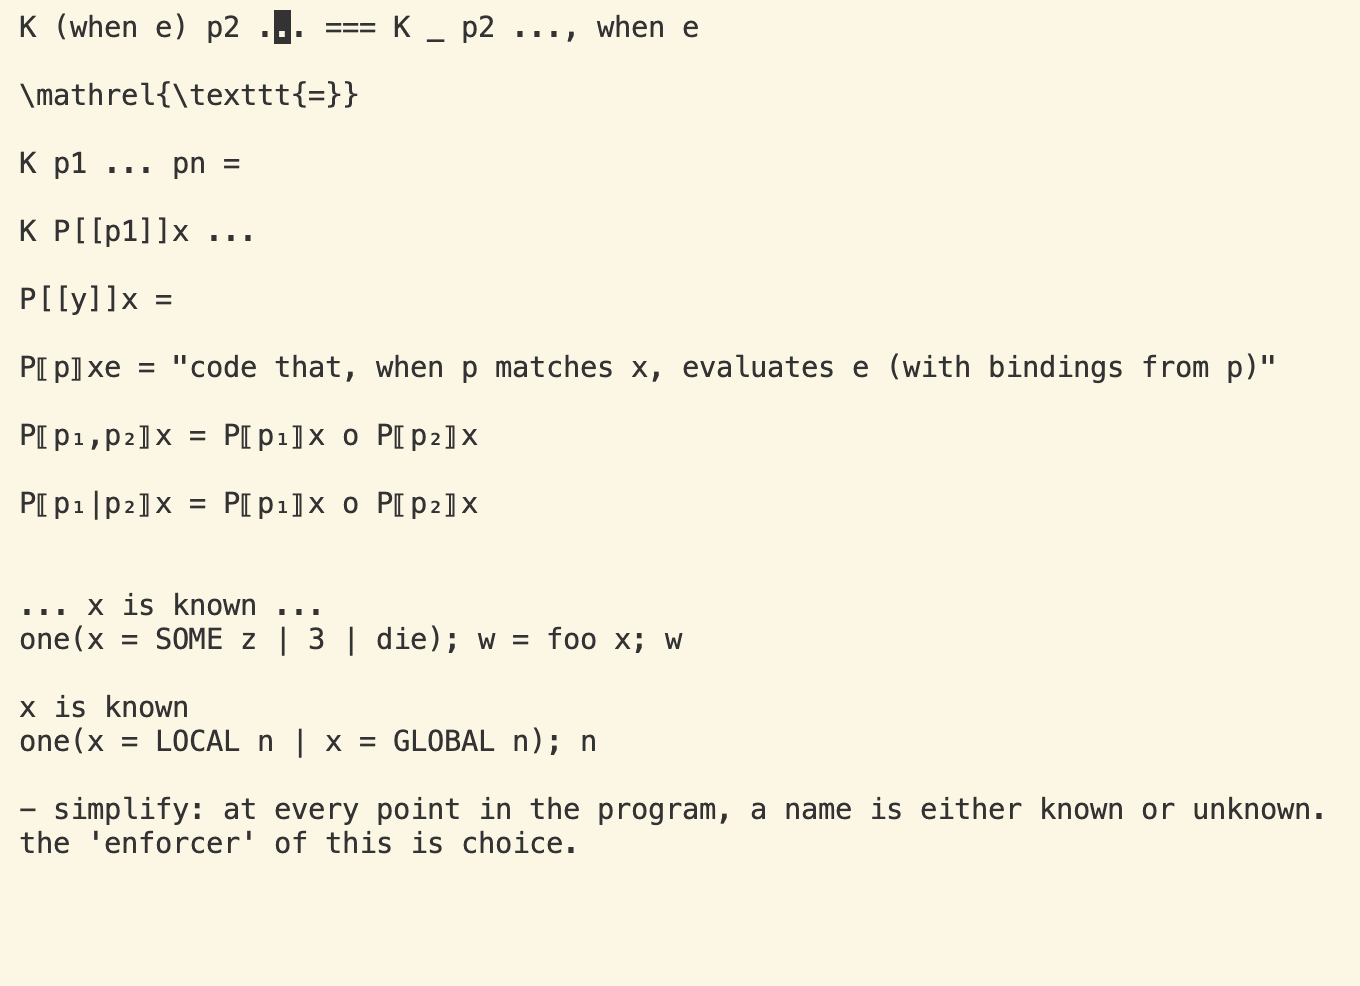 K (when e) p2 ... === K _ p2 ..., when e
\mathrel{\texttt{=}}
K p1 ... pn =
K P[[p1]]x ...
P[[y]]x =
P⟦p⟧xe = "code that, when p matches x, evaluates e (with bindings from p)"
P⟦p₁,p₂⟧x = P⟦p₁⟧x o P⟦p₂⟧x
P⟦p₁|p₂⟧x = P⟦p₁⟧x o P⟦p₂⟧x
... x is known ...
one(x = SOME z | 3 | die); w = foo x; w
x is known
one(x = LOCAL n | x = GLOBAL n); n
– simplify: at every point in the program, a name is either known or unknown.
the 'enforcer' of this is choice.